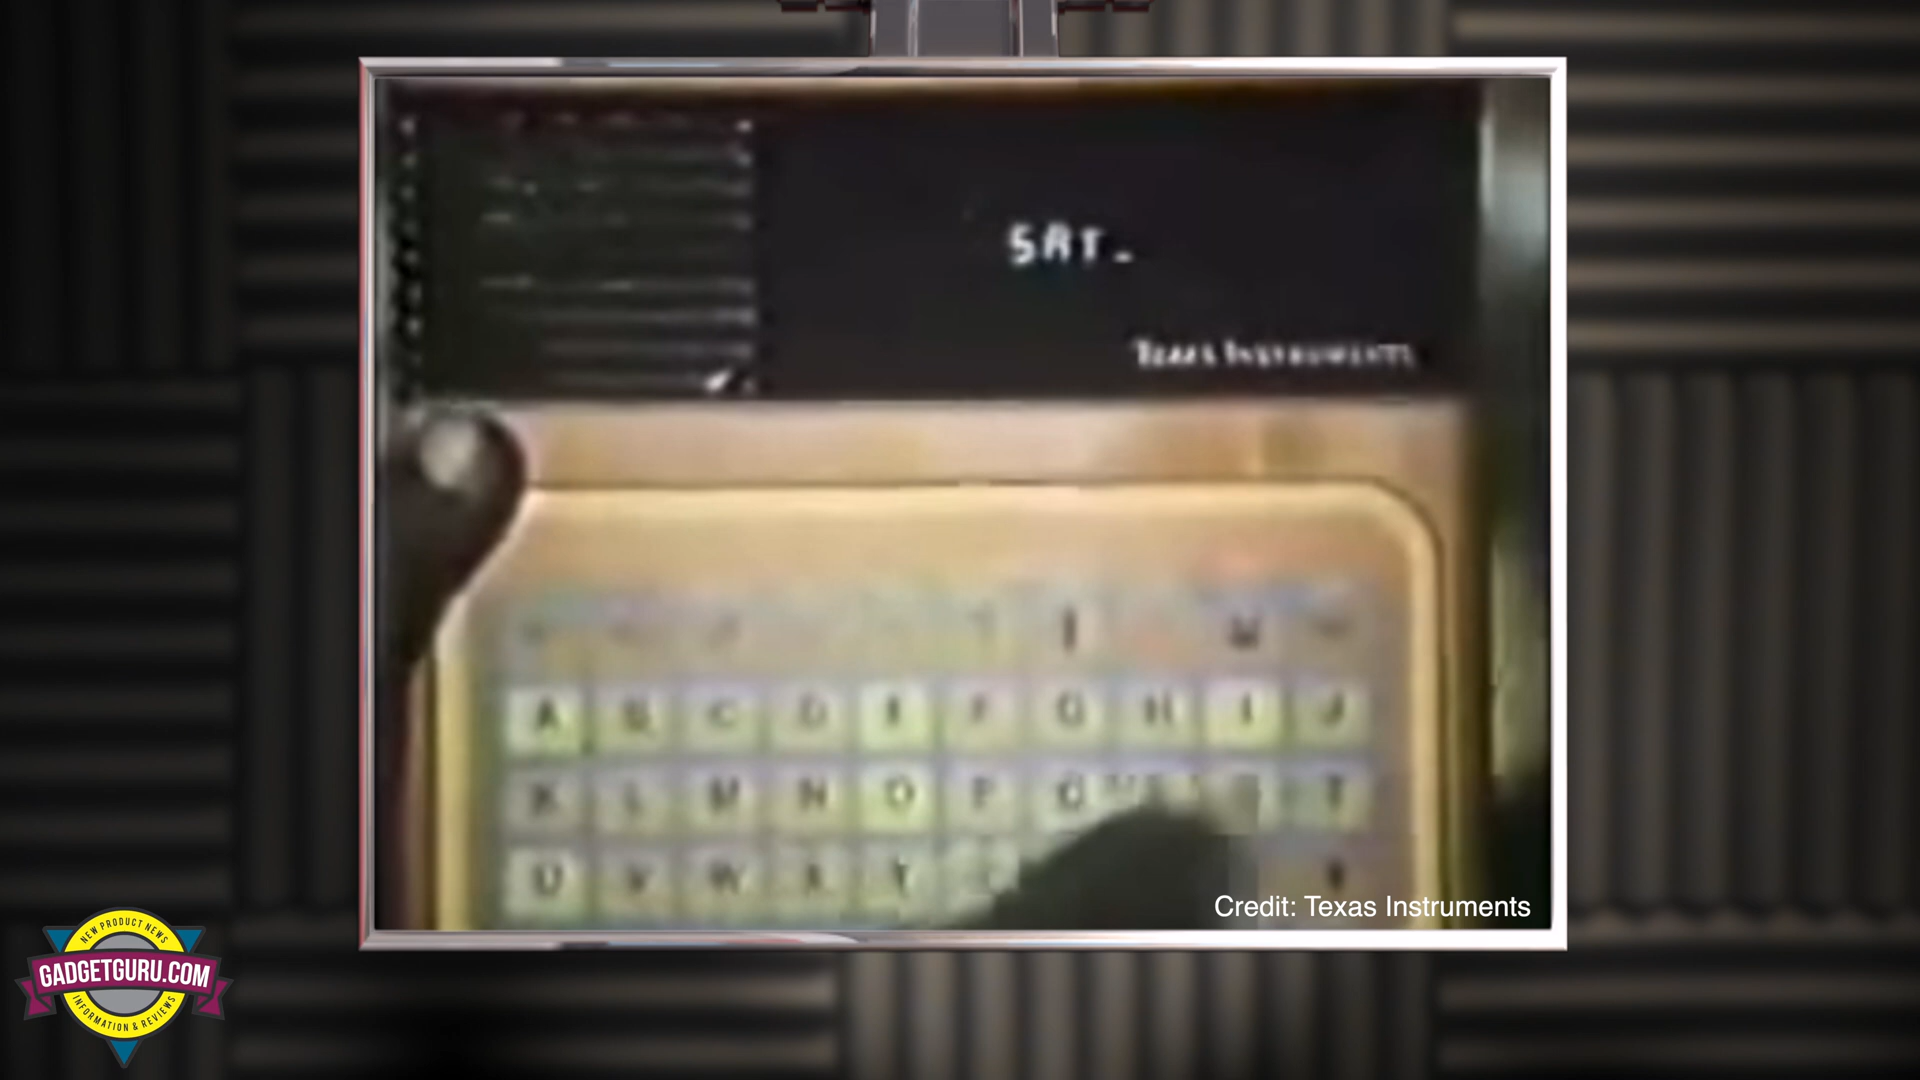 SAT_
TEXAS INSTRUMENTS
A B C D E F G H I J
K L M N O P Q T
U V W X Y
Credit: Texas Instruments
NEW PRODUCT NEWS
GADGETGURU.COM
INFORMATION & REVIEWS